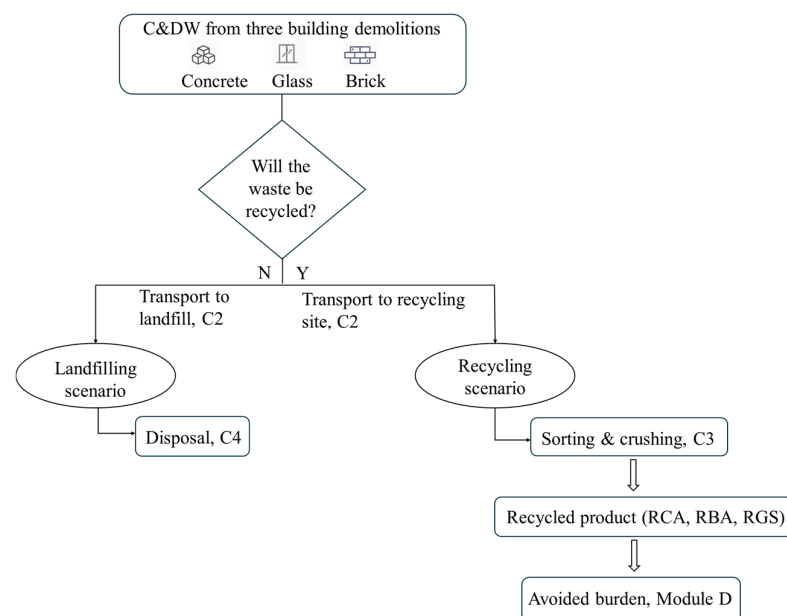 C&DW from three building demolitions
Concrete Glass Brick
Will the
waste be
recycled?
N Y
Transport to
landfill, C2
Transport to recycling
site, C2
Landfilling
scenario
Recycling
scenario
Disposal, C4
Sorting & crushing, C3
Recycled product (RCA, RBA, RGS)
Avoided burden, Module D